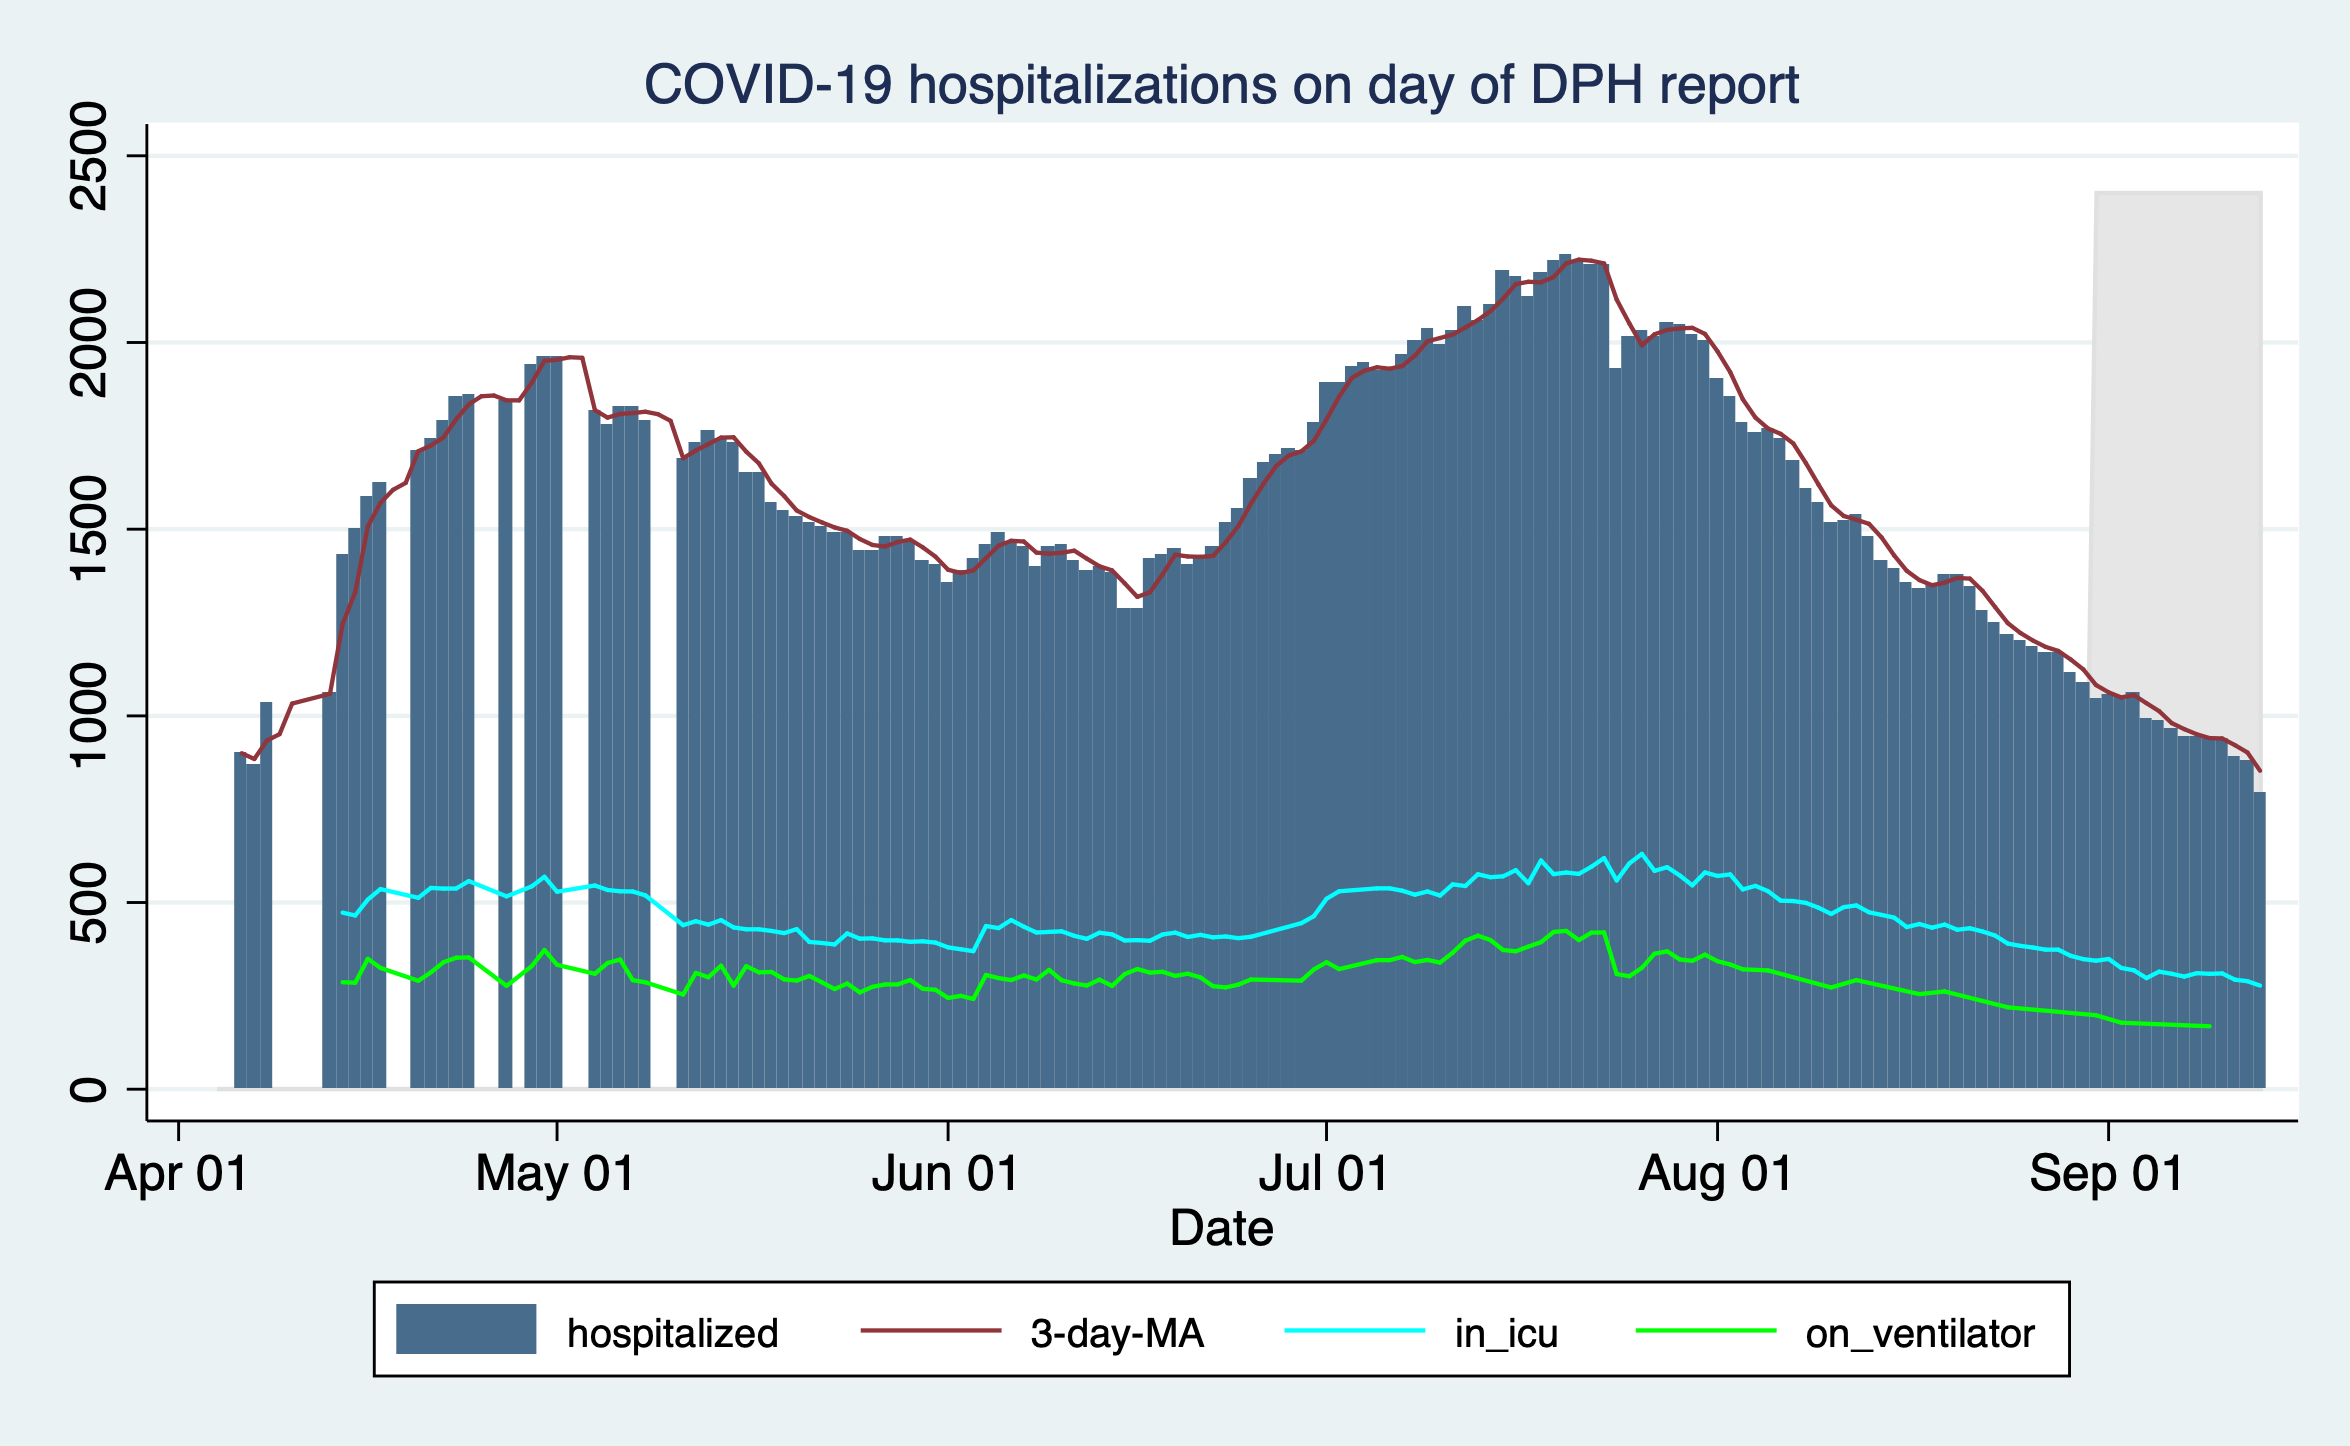 COVID-19 hospitalizations on day of DPH report
2500
2000
1500
1000
500
0
Apr 01 May 01 Jun 01 Jul 01 Aug 01 Sep 01
Date
hospitalized 3-day-MA in_icu on_ventilator